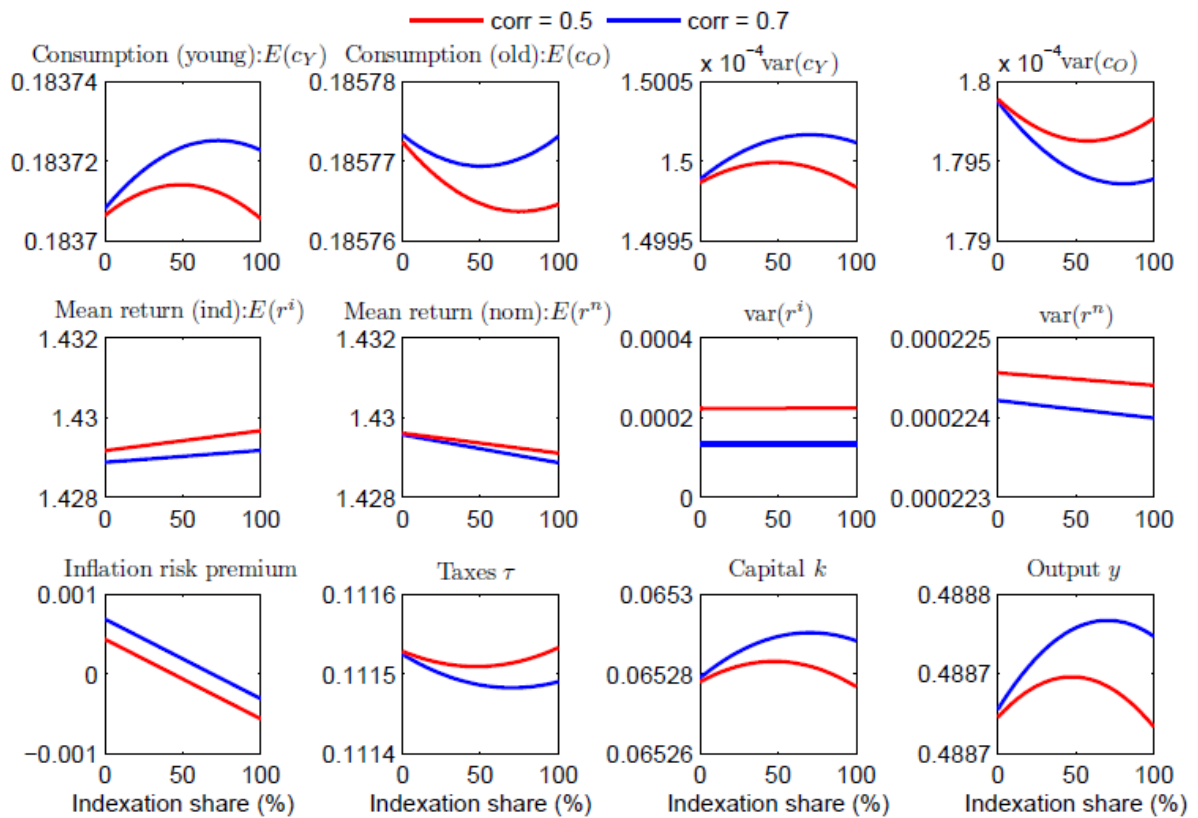 corr = 0.5 corr = 0.7
Consumption (young):E(c_Y) Consumption (old):E(c_O) x 10^-4 var(c_Y) x 10^-4 var(c_O)
0.18374 0.18578 1.5005 1.8
0.18372 0.18577 1.5 1.795
0.1837 0.18576 1.4995 1.79
0 50 100 0 50 100 0 50 100 0 50 100
Mean return (ind):E(r^i) Mean return (nom):E(r^n) var(r^i) var(r^n)
1.432 1.432 0.0004 0.000225
1.43 1.43 0.0002 0.000224
1.428 1.428 0 0.000223
0 50 100 0 50 100 0 50 100 0 50 100
Inflation risk premium Taxes τ Capital k Output y
0.001 0.1116 0.0653 0.4888
0 0.1115 0.06528 0.4887
−0.001 0.1114 0.06526 0.4887
0 50 100 0 50 100 0 50 100 0 50 100
Indexation share (%) Indexation share (%) Indexation share (%) Indexation share (%)